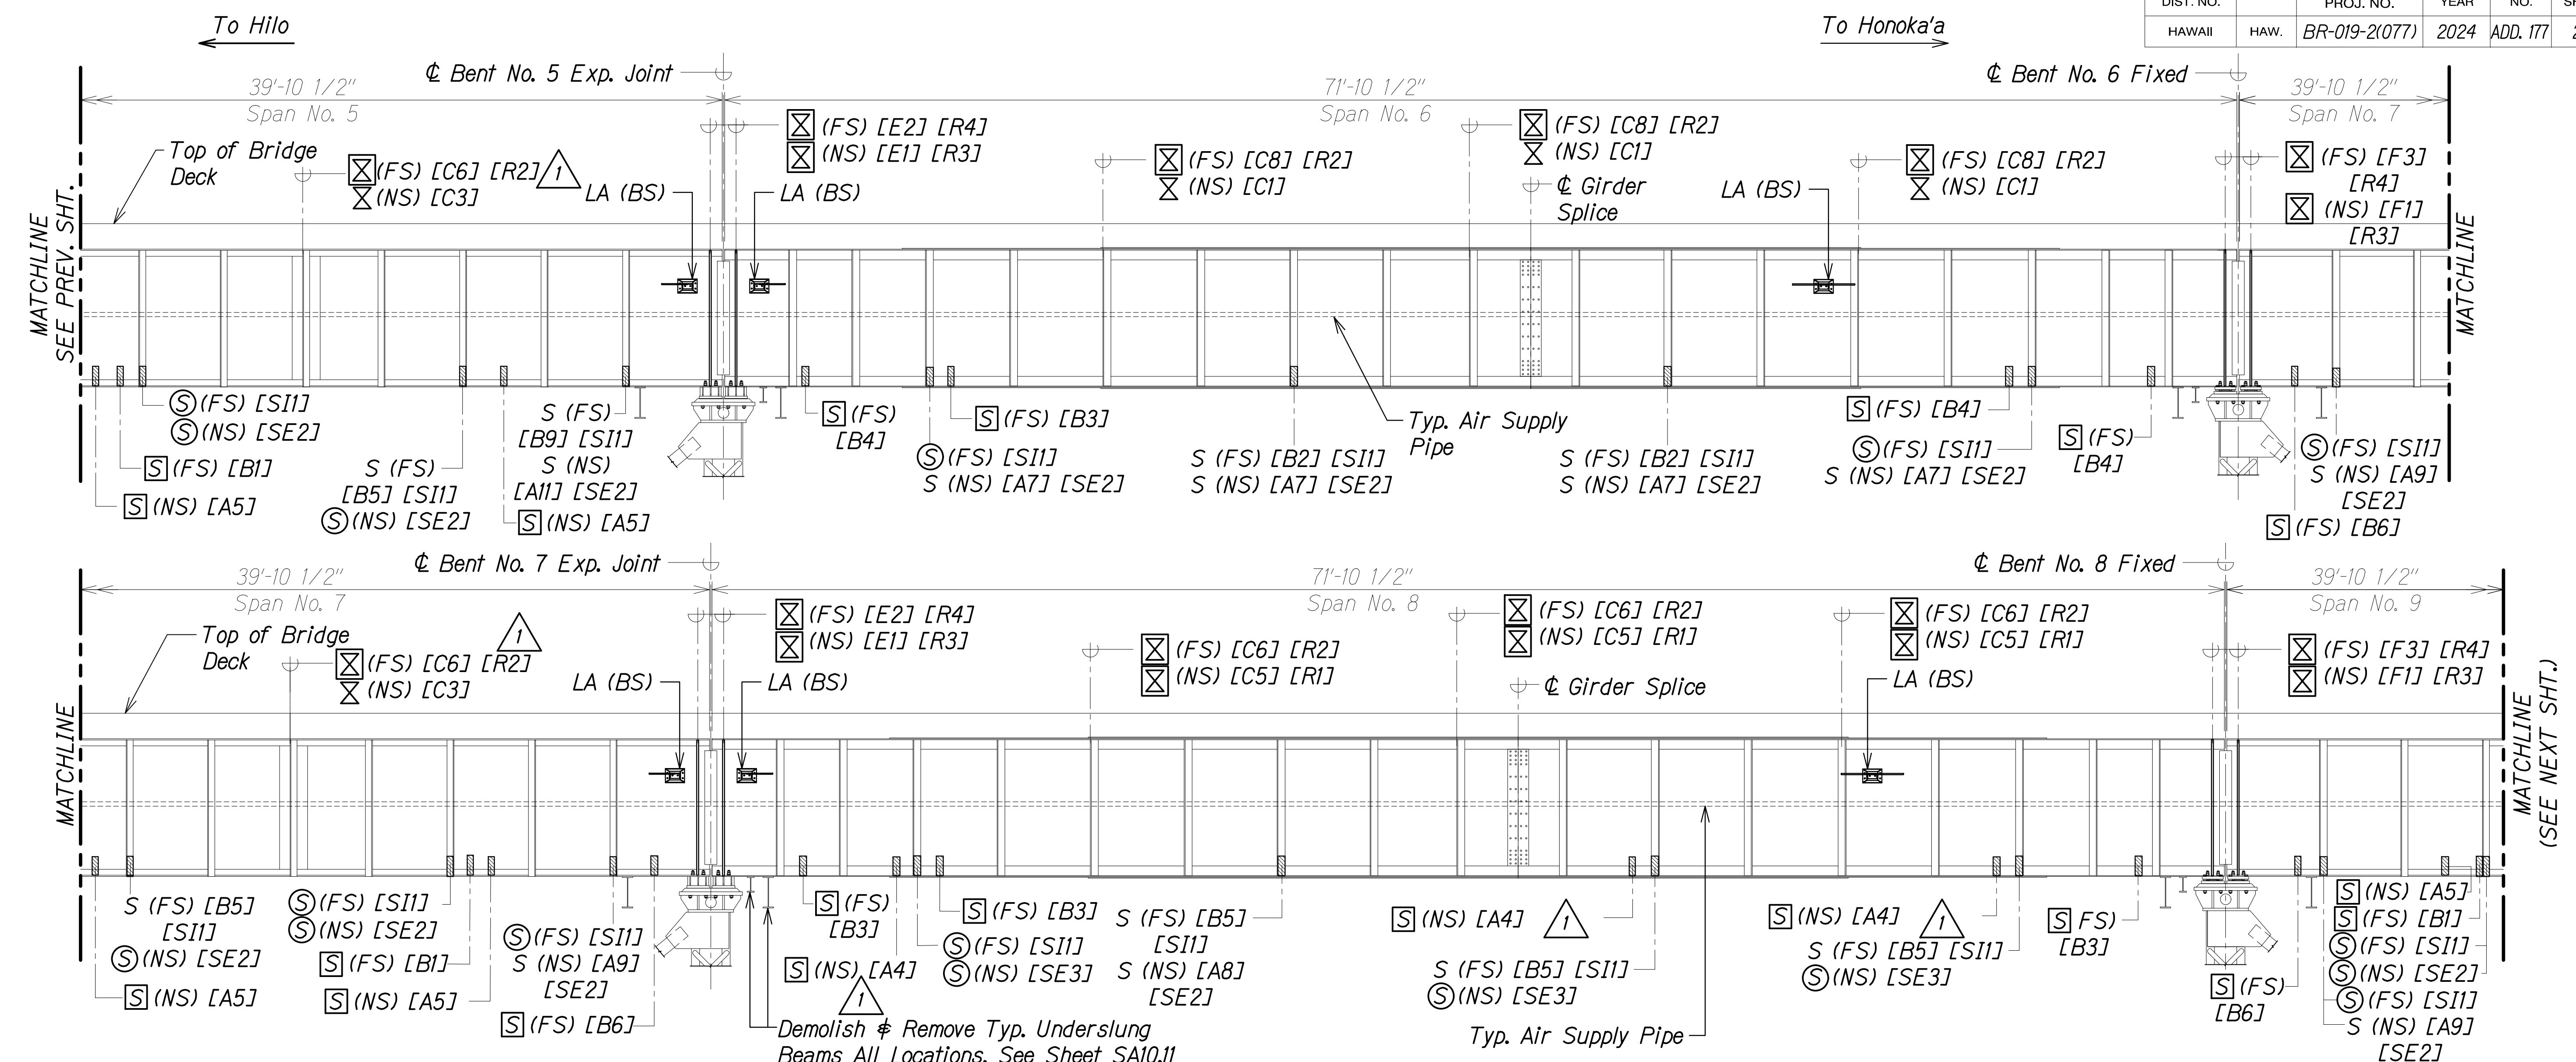 DIST. NO. PROJ. NO. YEAR NO.
HAWAII HAW. BR-019-2(077) 2024 ADD. 177
To Hilo
To Honoka'a
℄ Bent No. 5 Exp. Joint
℄ Bent No. 6 Fixed
39'-10 1/2"
Span No. 5
71'-10 1/2"
Span No. 6
39'-10 1/2"
Span No. 7
Top of Bridge
Deck
(FS) [C6] [R2]
(NS) [C3]
1
LA (BS)
(FS) [E2] [R4]
(NS) [E1] [R3]
LA (BS)
(FS) [C8] [R2]
(NS) [C1]
(FS) [C8] [R2]
(NS) [C1]
℄ Girder
Splice
LA (BS)
(FS) [C8] [R2]
(NS) [C1]
(FS) [F3]
[R4]
(NS) [F1]
[R3]
MATCHLINE
SEE PREV. SHT.
MATCHLINE
S (FS) [SI1]
S (NS) [SE2]
S (FS) [B1]
S (NS) [A5]
S (FS)
[B5] [SI1]
S (NS) [SE2]
S (FS)
[B9] [SI1]
S (NS)
[A11] [SE2]
S (NS) [A5]
S (FS)
[B4]
S (FS) [B3]
S (FS) [SI1]
S (NS) [A7] [SE2]
S (FS) [B2] [SI1]
S (NS) [A7] [SE2]
Typ. Air Supply
Pipe
S (FS) [B2] [SI1]
S (NS) [A7] [SE2]
S (FS) [B4]
S (FS) [SI1]
S (NS) [A7] [SE2]
S (FS)
[B4]
S (FS) [SI1]
S (NS) [A9]
[SE2]
S (FS) [B6]
℄ Bent No. 7 Exp. Joint
℄ Bent No. 8 Fixed
39'-10 1/2"
Span No. 7
71'-10 1/2"
Span No. 8
39'-10 1/2"
Span No. 9
Top of Bridge
Deck
1
(FS) [C6] [R2]
(NS) [C3]
LA (BS)
(FS) [E2] [R4]
(NS) [E1] [R3]
LA (BS)
(FS) [C6] [R2]
(NS) [C5] [R1]
(FS) [C6] [R2]
(NS) [C5] [R1]
℄ Girder Splice
(FS) [C6] [R2]
(NS) [C5] [R1]
LA (BS)
(FS) [F3] [R4]
(NS) [F1] [R3]
MATCHLINE
MATCHLINE
(SEE NEXT SHT.)
S (FS) [B5]
[SI1]
S (NS) [SE2]
S (NS) [A5]
S (FS) [SI1]
S (NS) [SE2]
S (FS) [B1]
S (NS) [A5]
S (FS) [SI1]
S (NS) [A9]
[SE2]
S (FS) [B6]
S (FS)
[B3]
S (NS) [A4]
1
Demolish & Remove Typ. Underslung
Beams All Locations. See Sheet SA10.11
S (FS) [B3]
S (FS) [SI1]
S (NS) [SE3]
S (FS) [B5]
[SI1]
S (NS) [A8]
[SE2]
S (NS) [A4]
1
S (FS) [B5] [SI1]
S (NS) [SE3]
Typ. Air Supply Pipe
S (NS) [A4]
1
S (FS) [B5] [SI1]
S (NS) [SE3]
S FS)
[B3]
S (FS)
[B6]
S (NS) [A5]
S (FS) [B1]
S (FS) [SI1]
S (NS) [SE2]
S (FS) [SI1]
S (NS) [A9]
[SE2]